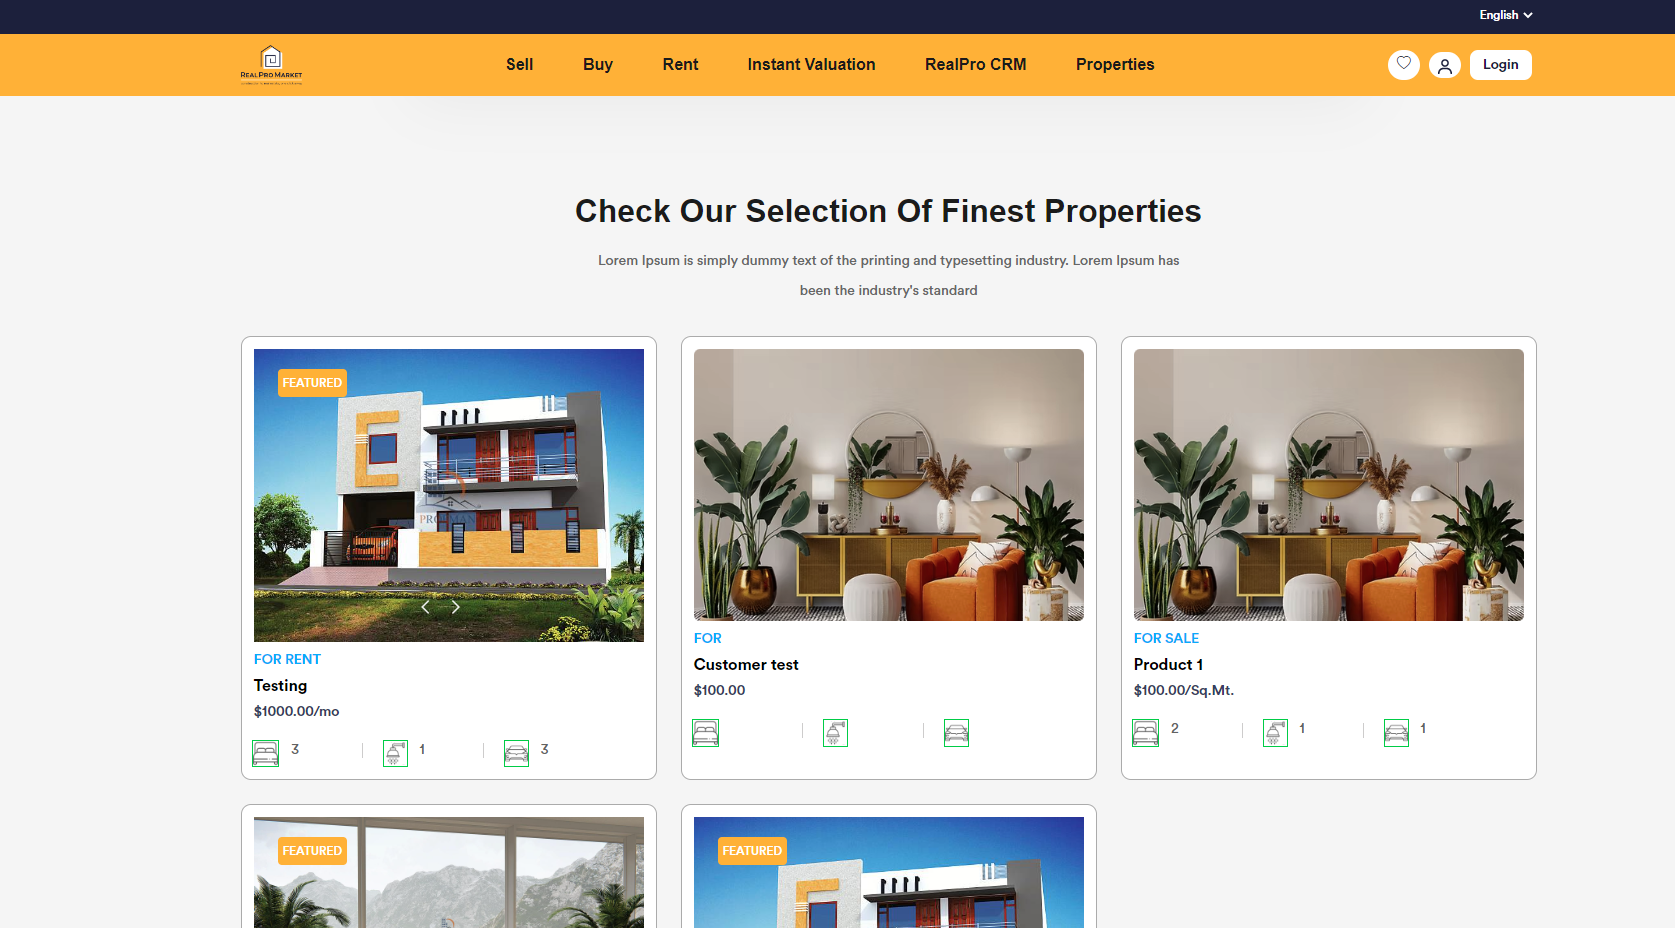 English
REALPRO MARKET
Sell
Buy
Rent
Instant Valuation
RealPro CRM
Properties
Login
Check Our Selection Of Finest Properties
Lorem Ipsum is simply dummy text of the printing and typesetting industry. Lorem Ipsum has
been the industry's standard
FEATURED
FOR RENT
Testing
$1000.00/mo
3
1
3
FOR
Customer test
$100.00
FOR SALE
Product 1
$100.00/Sq.Mt.
2
1
1
FEATURED
FEATURED